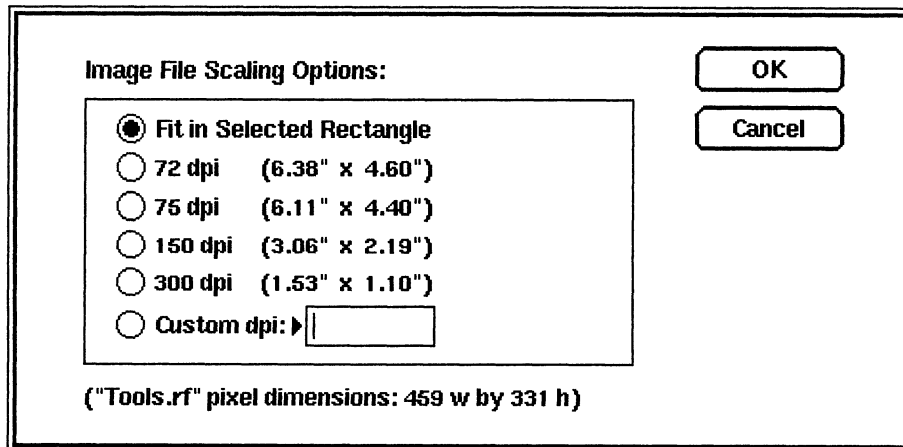 Image File Scaling Options:
OK
Cancel
Fit in Selected Rectangle
72 dpi (6.38" x 4.60")
75 dpi (6.11" x 4.40")
150 dpi (3.06" x 2.19")
300 dpi (1.53" x 1.10")
Custom dpi:
("Tools.rf" pixel dimensions: 459 w by 331 h)